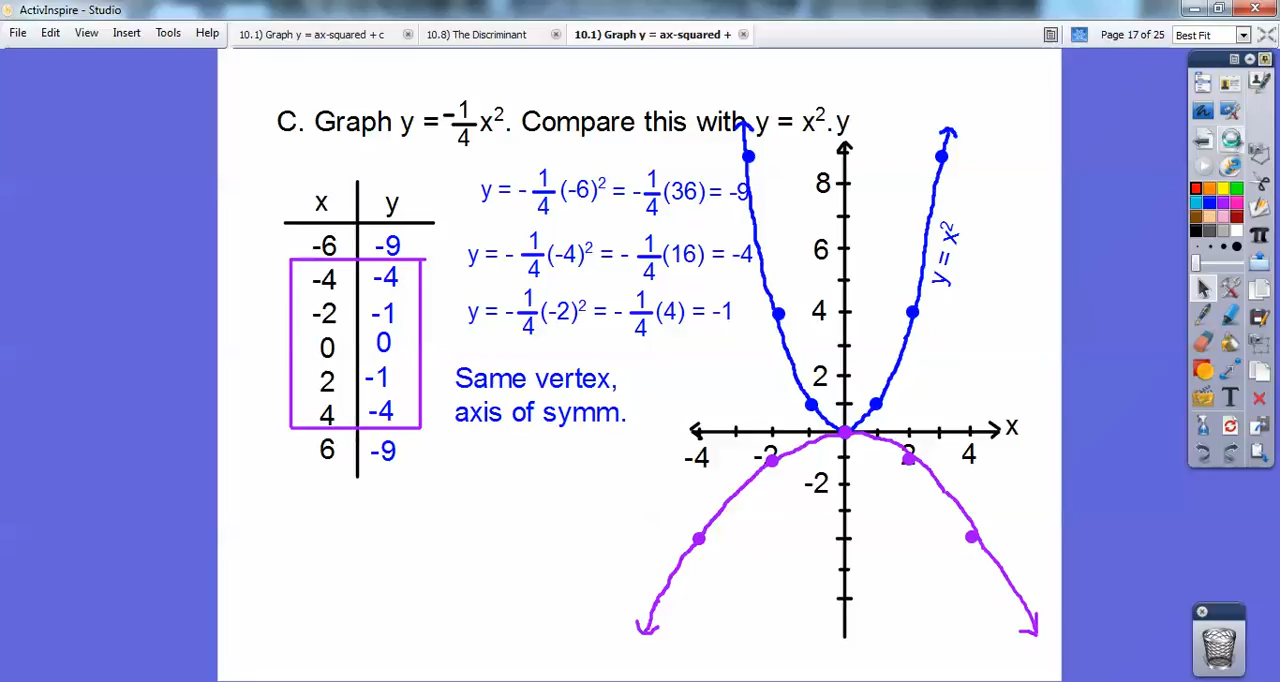 ActivInspire - Studio
File Edit View Insert Tools Help
10.1) Graph y = ax-squared + c
10.8) The Discriminant
10.1) Graph y = ax-squared +
Page 17 of 25
Best Fit
C. Graph y = -1/4 x². Compare this with y = x².
x y
-6 -9
-4 -4
-2 -1
0 0
2 -1
4 -4
6 -9
y = - 1/4 (-6)² = - 1/4 (36) = -9
y = - 1/4 (-4)² = - 1/4 (16) = -4
y = - 1/4 (-2)² = - 1/4 (4) = -1
Same vertex,
axis of symm.
y
8
6
4
2
-4 -2 2 4 x
-2
y = x²
T